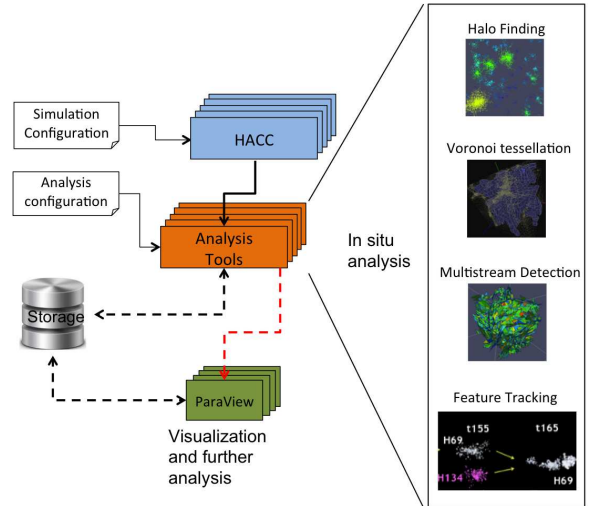 Simulation
Configuration
HACC
Analysis
configuration
Analysis
Tools
In situ
analysis
Storage
ParaView
Visualization
and further
analysis
Halo Finding
Voronoi tessellation
Multistream Detection
Feature Tracking
t155
t165
H69
H134
H69